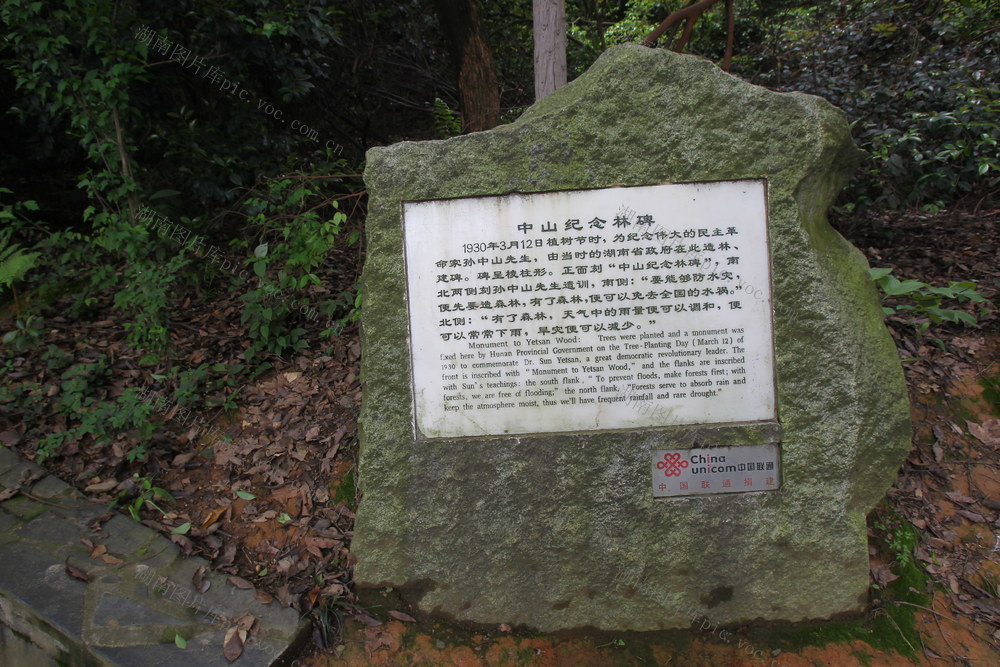 中山纪念林碑
1930年3月12日植树节时，为纪念伟大的民主革
命家孙中山先生，由当时的湖南省政府在此造林、
建碑。碑呈棱柱形。正面刻“中山纪念林碑”，南
北两侧刻孙中山先生遗训，南侧：“要能够防水灾，
便先要造森林，有了森林，便可以免去全国的水祸。”
北侧：“有了森林，天气中的雨量便可以调和，便
可以常常下雨，旱灾便可以减少。”
Monument to Yetsan Wood: Trees were planted and a monument was
fixed here by Hunan Provincial Government on the Tree-Planting Day (March 12) in
1930 to commemorate Dr. Sun Yetsan, a great democratic revolutionary leader. The
front is inscribed with "Monument to Yetsan Wood," and the flanks are inscribed
with Sun's teachings: the south flank, "To prevent floods, make forests first; with
forests, we are free of flooding;" the north flank, "Forests serve to absorb rain and
keep the atmosphere moist, thus we'll have frequent rainfall and rare drought."
China
unicom中国联通
中国联通捐建
湖南图片库pic.voc.com.cn